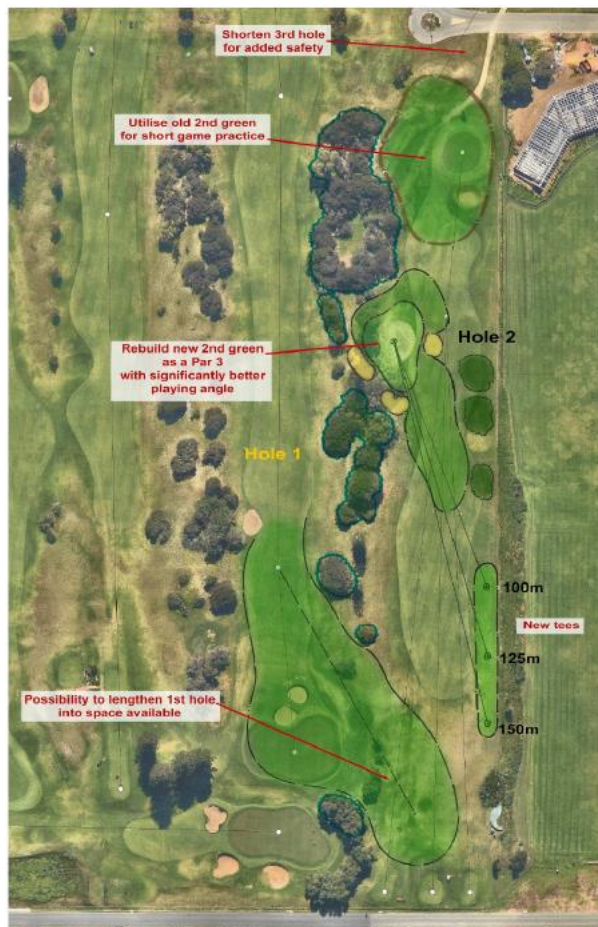 Shorten 3rd hole
for added safety
Utilise old 2nd green
for short game practice
Hole 2
Rebuild new 2nd green
as a Par 3
with significantly better
playing angle
Hole 1
100m
New tees
125m
Possibility to lengthen 1st hole
into space available
150m